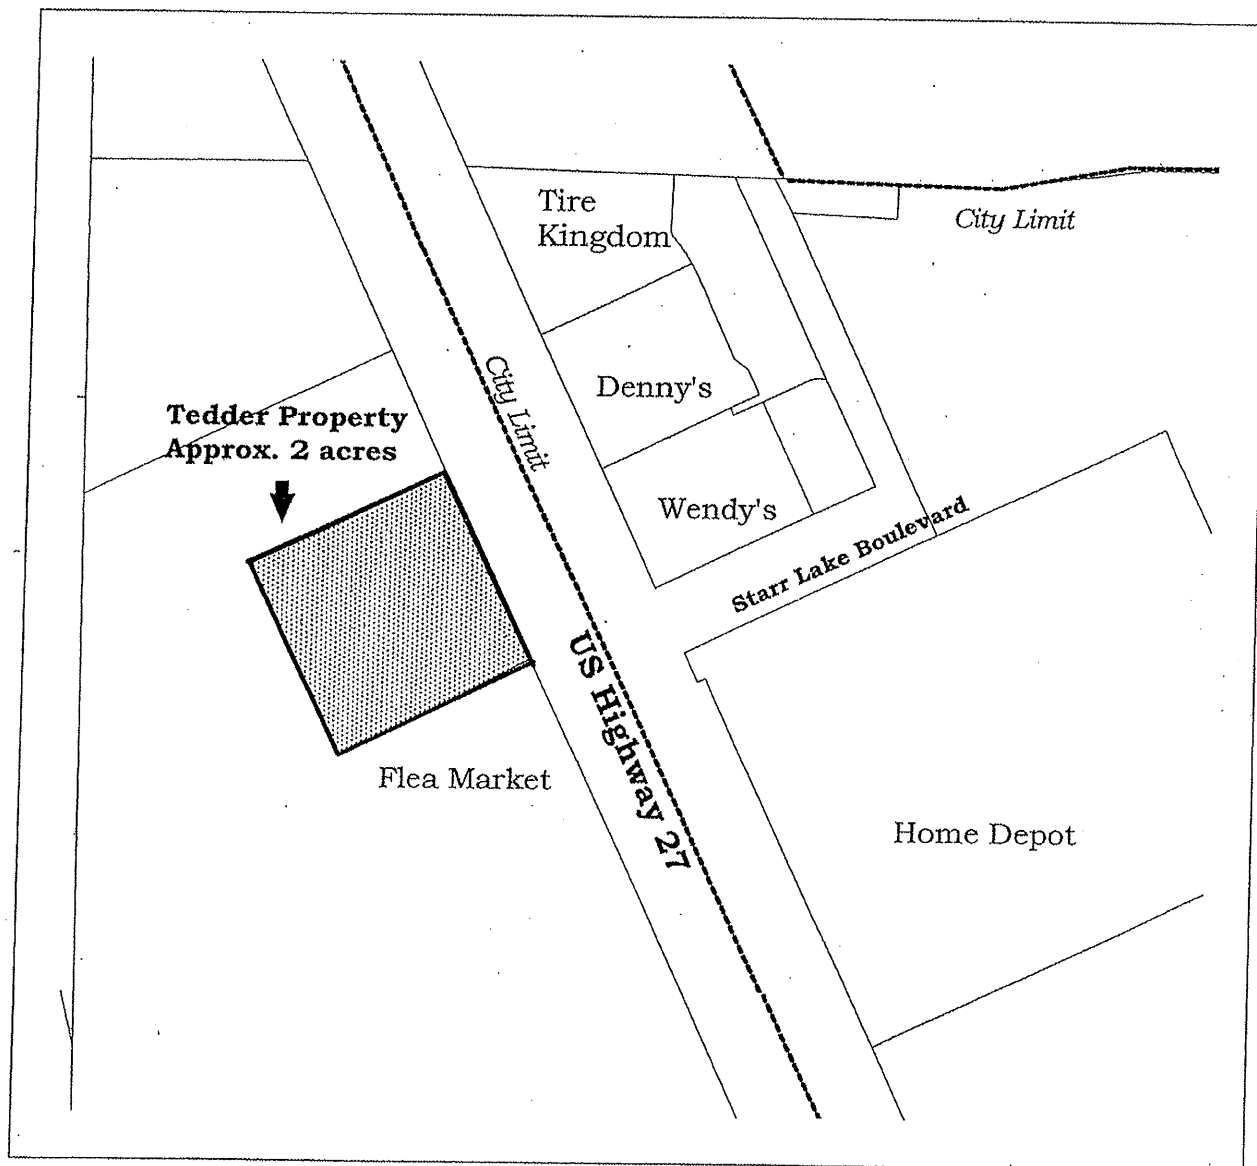 Tire
Kingdom
City Limit
City Limit
Denny's
Tedder Property
Approx. 2 acres
Wendy's
Starr Lake Boulevard
US Highway 27
Flea Market
Home Depot